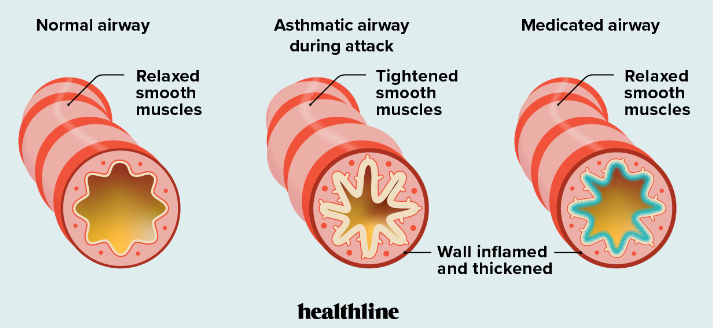 Normal airway
Relaxed
smooth
muscles
Asthmatic airway
during attack
Tightened
smooth
muscles
Medicated airway
Relaxed
smooth
muscles
Wall inflamed
and thickened
healthline